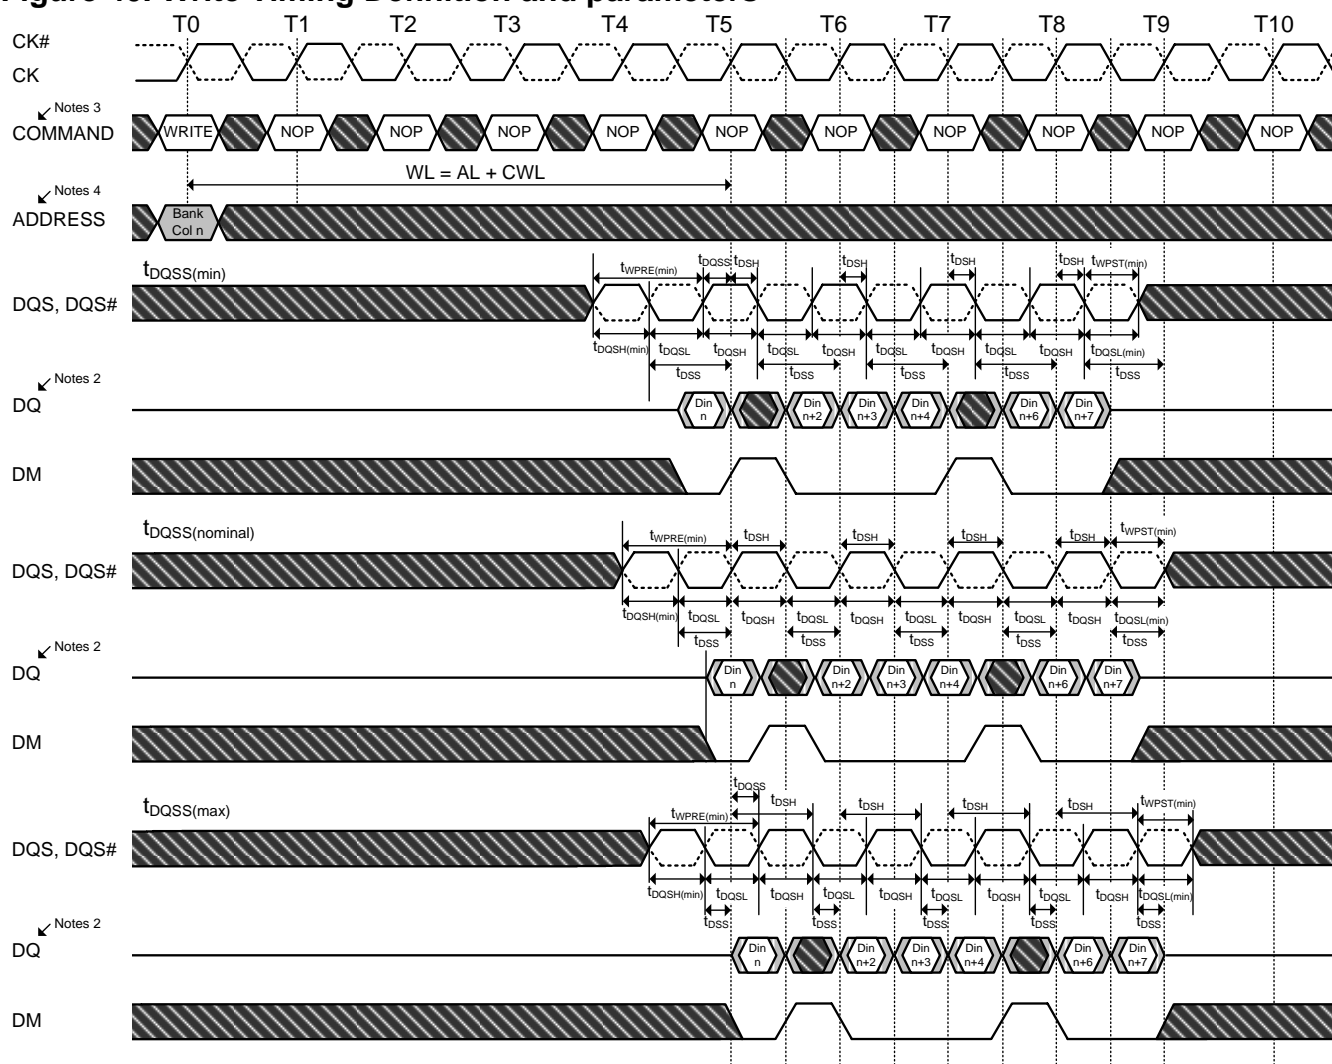 Figure 40. Write Timing Definition and parameters
T0 T1 T2 T3 T4 T5 T6 T7 T8 T9 T10
CK#
CK
Notes 3
COMMAND WRITE NOP NOP NOP NOP NOP NOP NOP NOP NOP NOP
WL = AL + CWL
Notes 4
ADDRESS
Bank
Col n
tDQSS(min)
tWPRE(min) tDQSS tDSH tDSH tDSH tDSH tWPST(min)
DQS, DQS#
tDQSH(min) tDQSL tDQSH tDQSL tDQSH tDQSL tDQSH tDQSL tDQSH tDQSL(min)
tDSS tDSS tDSS tDSS tDSS
Notes 2
DQ
Din Din Din Din Din Din
n n+2 n+3 n+4 n+6 n+7
DM
tDQSS(nominal)
tWPRE(min) tDSH tDSH tDSH tDSH tWPST(min)
DQS, DQS#
tDQSH(min) tDQSL tDQSH tDQSL tDQSH tDQSL tDQSH tDQSL tDQSH tDQSL(min)
tDSS tDSS tDSS tDSS tDSS
Notes 2
DQ
Din Din Din Din Din Din
n n+2 n+3 n+4 n+6 n+7
DM
tDQSS
tDQSS(max)
tWPRE(min) tDSH tDSH tDSH tDSH tWPST(min)
DQS, DQS#
tDQSH(min) tDQSL tDQSH tDQSL tDQSH tDQSL tDQSH tDQSL tDQSH tDQSL(min)
tDSS tDSS tDSS tDSS tDSS
Notes 2
DQ
Din Din Din Din Din Din
n n+2 n+3 n+4 n+6 n+7
DM